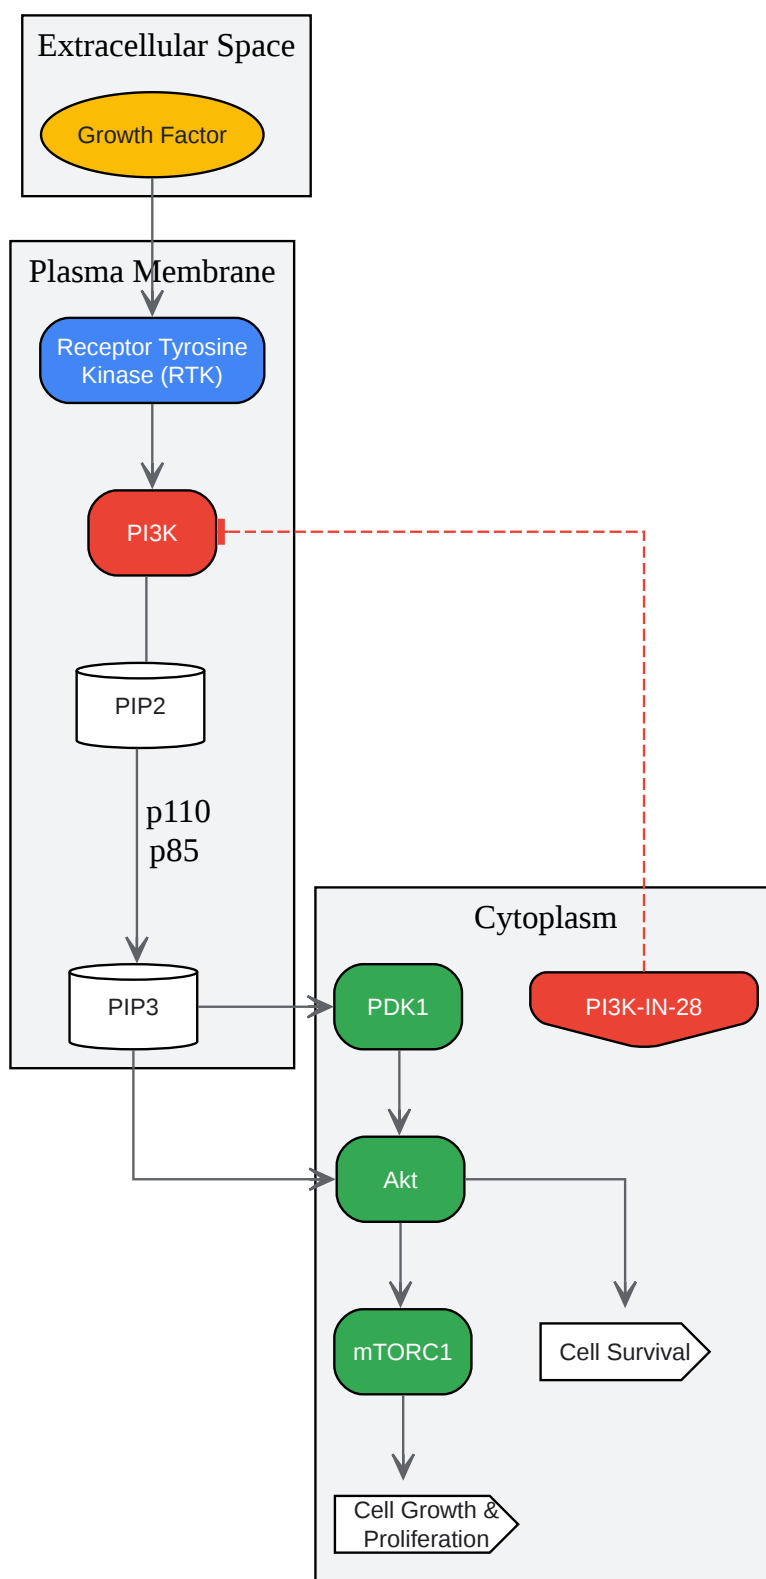 Extracellular Space
Growth Factor
Plasma Membrane
Receptor Tyrosine
Kinase (RTK)
PI3K
PIP2
p110
p85
Cytoplasm
PIP3
PDK1
PI3K-IN-28
Akt
mTORC1
Cell Survival
Cell Growth &
Proliferation